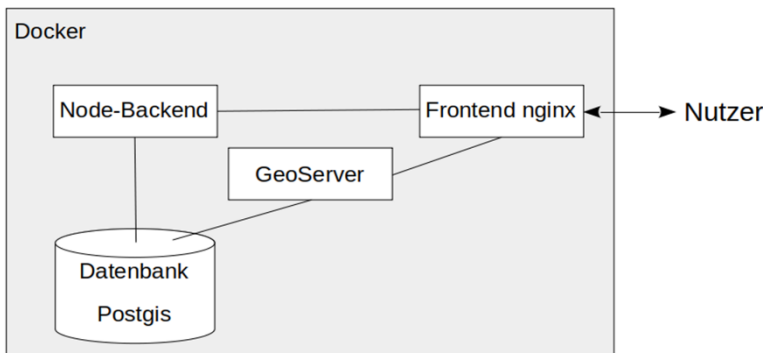 Docker
Node-Backend
Frontend nginx
Nutzer
GeoServer
Datenbank
Postgis